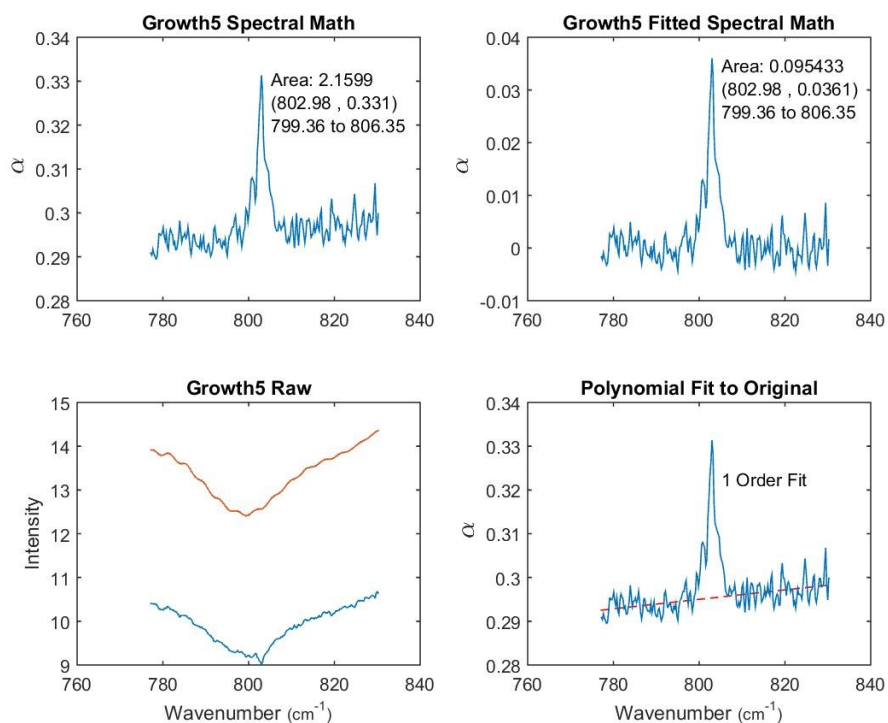 Growth5 Spectral Math
0.34
0.33
0.32
0.31
0.3
0.29
0.28
α
Area: 2.1599
(802.98 , 0.331)
799.36 to 806.35
760
780
800
820
840
Growth5 Fitted Spectral Math
0.04
0.03
0.02
0.01
0
-0.01
α
Area: 0.095433
(802.98 , 0.0361)
799.36 to 806.35
760
780
800
820
840
Growth5 Raw
15
14
13
12
11
10
9
Intensity
760
780
800
820
840
Wavenumber (cm⁻¹)
Polynomial Fit to Original
0.34
0.33
0.32
0.31
0.3
0.29
0.28
α
1 Order Fit
760
780
800
820
840
Wavenumber (cm⁻¹)